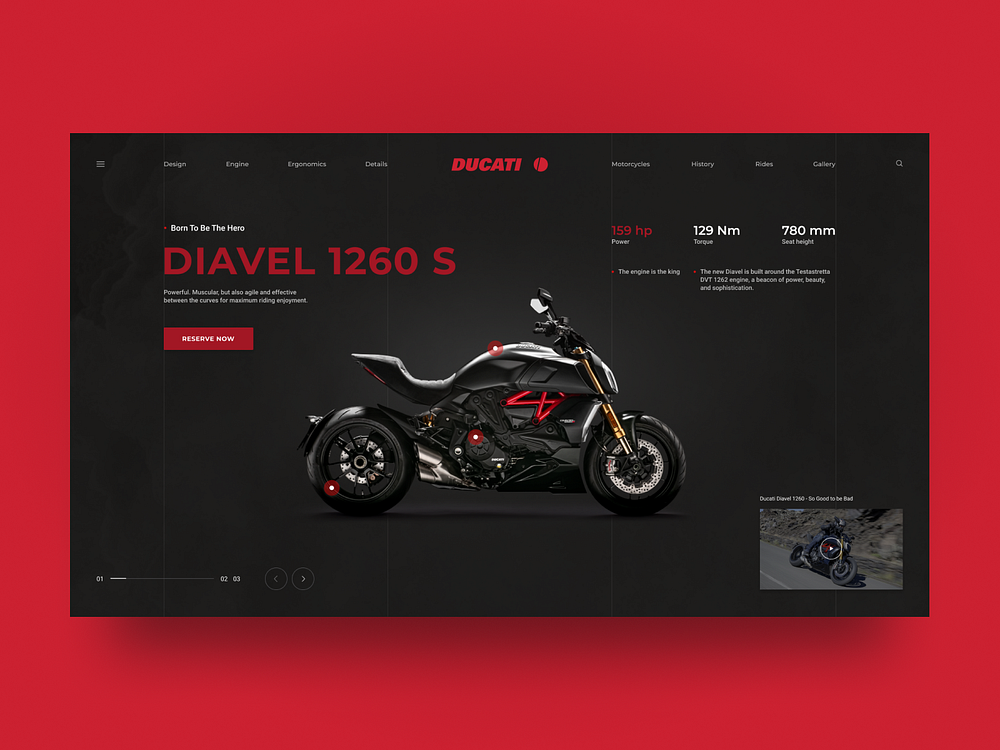 Design
Engine
Ergonomics
Details
DUCATI
Motorcycles
History
Rides
Gallery
Born To Be The Hero
DIAVEL 1260 S
Powerful. Muscular, but also agile and effective
between the curves for maximum riding enjoyment.
RESERVE NOW
159 hp
Power
129 Nm
Torque
780 mm
Seat height
The engine is the king
The new Diavel is built around the Testastretta
DVT 1262 engine, a beacon of power, beauty,
and sophistication.
DUCATI
Ducati Diavel 1260 - So Good to be Bad
01
02 03